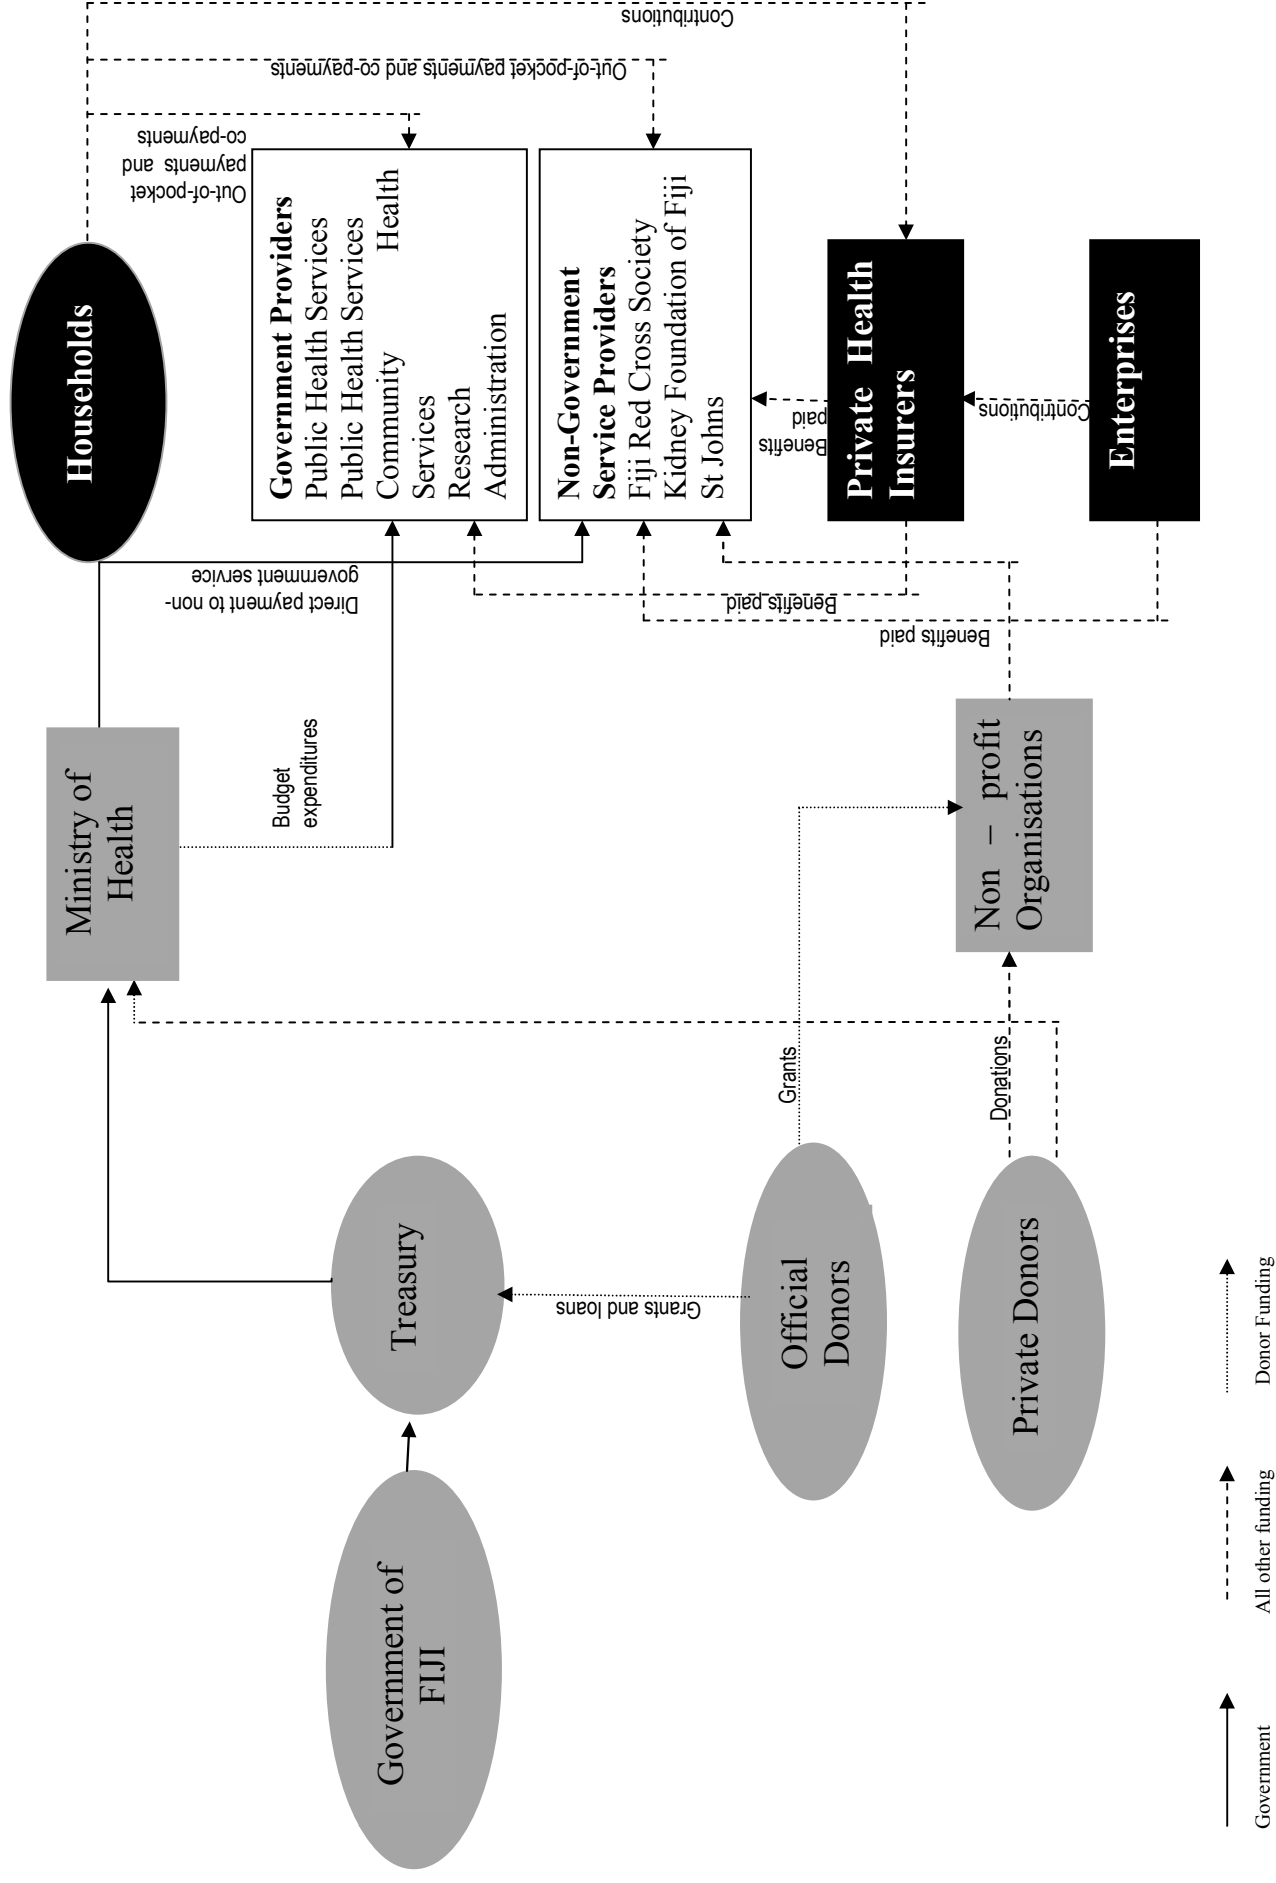 Government of
FIJI
Treasury
Official
Donors
Private Donors
Grants and loans
Grants
Donations
Ministry of
Health
Non – profit
Organisations
Budget
expenditures
Direct payment to non-
government service
Benefits paid
Benefits paid
Households
Government Providers
Public Health Services
Public Health Services
Community Health
Services
Research
Administration
Non-Government
Service Providers
Fiji Red Cross Society
Kidney Foundation of Fiji
St Johns
Benefits
paid
Private Health
Insurers
Contributions
Enterprises
Out-of-pocket
payments and
co-payments
Out-of-pocket payments and co-payments
Contributions
Government
All other funding
Donor Funding